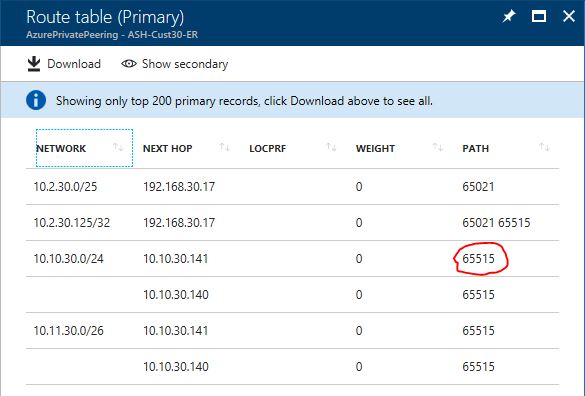 Route table (Primary)
AzurePrivatePeering - ASH-Cust30-ER
Download Show secondary
Showing only top 200 primary records, click Download above to see all.
NETWORK NEXT HOP LOCPRF WEIGHT PATH
10.2.30.0/25 192.168.30.17 0 65021
10.2.30.125/32 192.168.30.17 0 65021 65515
10.10.30.0/24 10.10.30.141 0 65515
10.10.30.140 0 65515
10.11.30.0/26 10.10.30.141 0 65515
10.10.30.140 0 65515